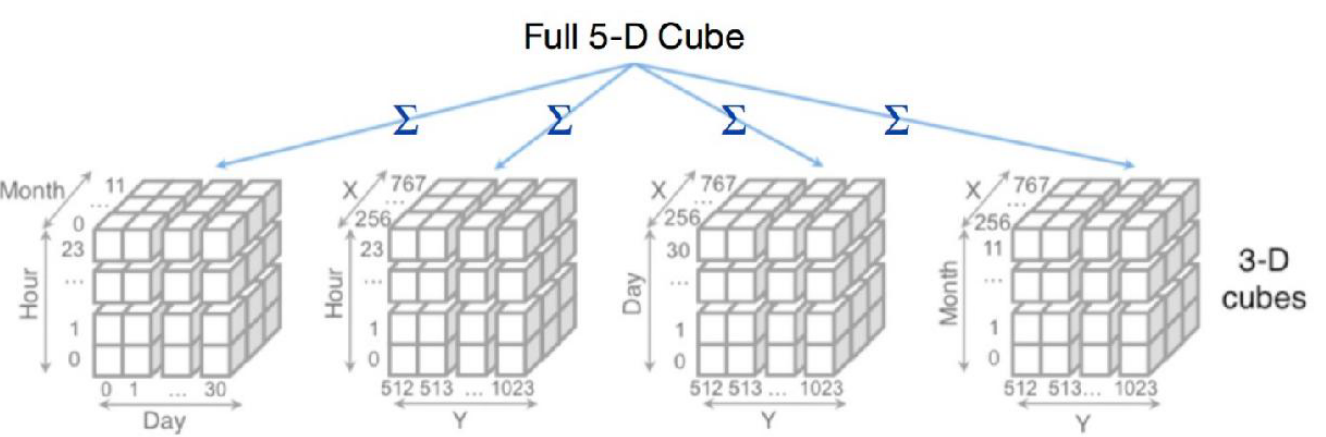 Full 5-D Cube
Σ Σ Σ Σ
Month 11 ... 0
Hour 23 ... 1 0
0 1 ... 30
Day
X 767 ... 256
Hour 23 ... 1 0
512 513 ... 1023
Y
X 767 ... 256
Day 30 ... 1 0
512 513 ... 1023
Y
X 767 ... 256
Month 11 ... 1 0
512 513... 1023
Y
3-D
cubes